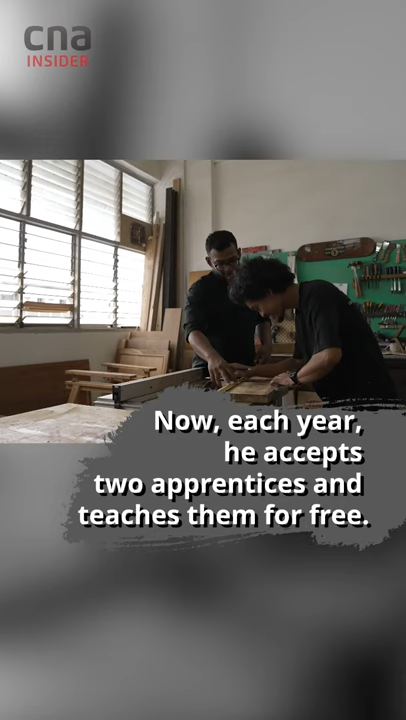 cna
INSIDER
Now, each year,
he accepts
two apprentices and
teaches them for free.